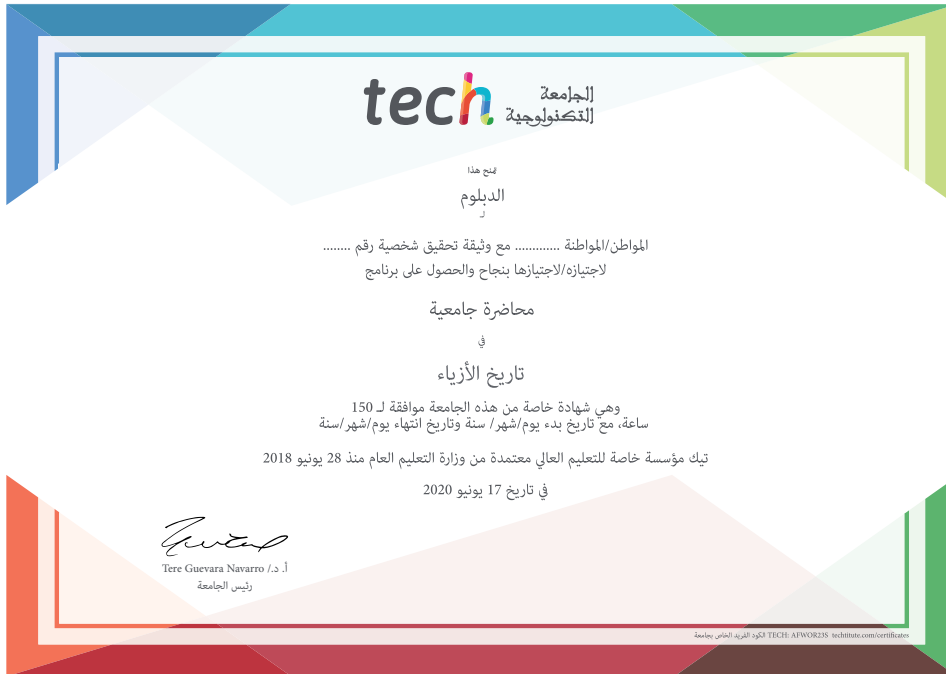 tech الجامعة
التكنولوجية
يمنح هذا
الدبلوم
لـ
المواطن/المواطنة ............ مع وثيقة تحقيق شخصية رقم ........
لاجتيازه/لاجتيازها بنجاح والحصول على برنامج
محاضرة جامعية
في
تاريخ الأزياء
وهي شهادة خاصة من هذه الجامعة موافقة لـ 150
ساعة، مع تاريخ بدء يوم/شهر/ سنة وتاريخ انتهاء يوم/شهر/سنة
تيك مؤسسة خاصة للتعليم العالي معتمدة من وزارة التعليم العام منذ 28 يونيو 2018
في تاريخ 17 يونيو 2020
أ. د./ Tere Guevara Navarro
رئيس الجامعة
الكود الفريد الخاص بجامعة TECH: AFWOR23S techtitute.com/certificates